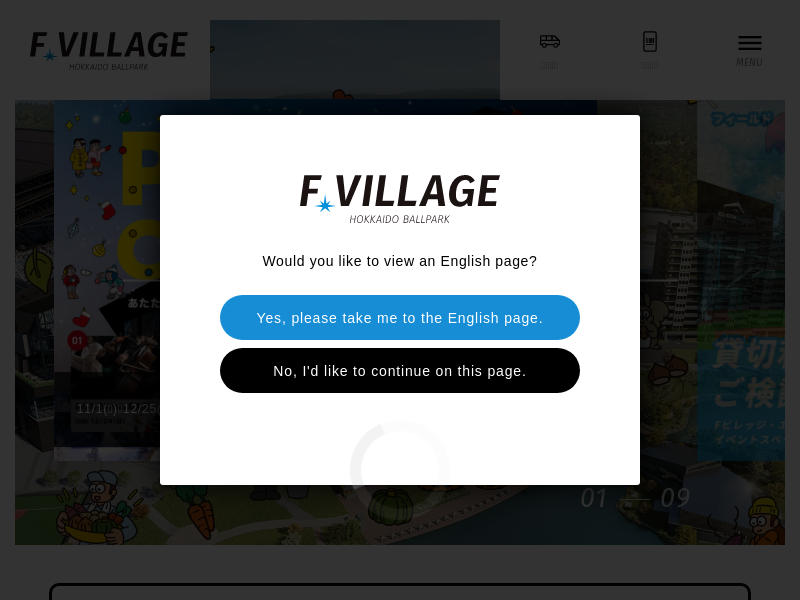 F VILLAGE
HOKKAIDO BALLPARK
MENU
フィールド
F VILLAGE
HOKKAIDO BALLPARK
Would you like to view an English page?
あた
Yes, please take me to the English page.
01
貸切
No, I'd like to continue on this page.
ご検
11/1
12/25
Fビレッジ
イベントスペ
01
09